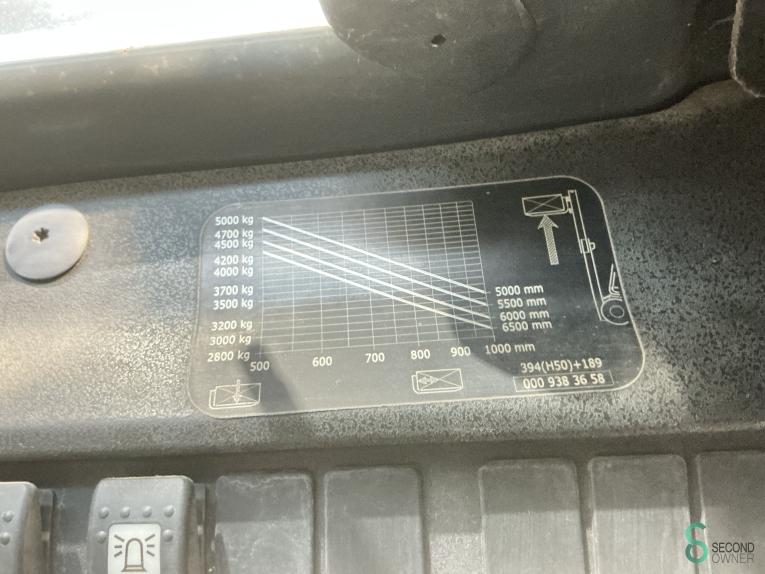 5000 kg
4700 kg
4500 kg
4200 kg
4000 kg
3700 kg
3500 kg
3200 kg
3000 kg
2800 kg
500 600 700 800 900 1000 mm
5000 mm
5500 mm
6000 mm
6500 mm
394(H50)+189
000 938 36 58
SECOND
OWNER